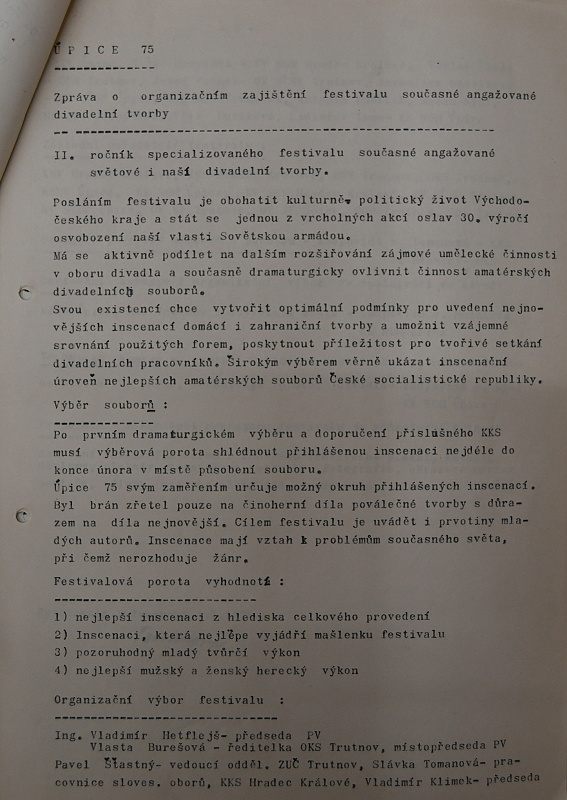 ÚPICE 75
Zpráva o organizačním zajištění festivalu současné angažované
divadelní tvorby
II. ročník specializovaného festivalu současné angažované
světové i naší divadelní tvorby.
Posláním festivalu je obohatit kulturně, politický život Východo-
českého kraje a stát se jednou z vrcholných akcí oslav 30. výročí
osvobození naší vlasti Sovětskou armádou.
Má se aktivně podílet na dalším rozšiřování zájmové umělecké činnosti
v oboru divadla a současně dramaturgicky ovlivnit činnost amatérských
divadelních souborů.
Svou existencí chce vytvořit optimální podmínky pro uvedení nejno-
vějších inscenací domácí i zahraniční tvorby a umožnit vzájemné
srovnání použitých forem, poskytnout příležitost pro tvořivé setkání
divadelních pracovníků. Širokým výběrem věrně ukázat inscenační
úroveň nejlepších amatérských souborů České socialistické republiky.
Výběr souborů :
Po prvním dramaturgickém výběru a doporučení příslušného KKS
musí výběrová porota shlédnout přihlášenou inscenaci nejdéle do
konce února v místě působení souboru.
Úpice 75 svým zaměřením určuje možný okruh přihlášených inscenací.
Byl brán zřetel pouze na činoherní díla poválečné tvorby s důra-
zem na díla nejnovější. Cílem festivalu je uvádět i prvotiny mla-
dých autorů. Inscenace mají vztah k problémům současného světa,
při čemž nerozhoduje žánr.
Festivalová porota vyhodnotí :
1) nejlepší inscenaci z hlediska celkového provedení
2) Inscenaci, která nejlépe vyjádří mašlenku festivalu
3) pozoruhodný mladý tvůrčí výkon
4) nejlepší mužský a ženský herecký výkon
Organizační výbor festivalu :
Ing. Vladimír Hetflejš- předseda PV
Vlasta Burešová - ředitelka OKS Trutnov, místopředseda PV
Pavel Šťastný- vedoucí odděl. ZUČ Trutnov, Slávka Tomanová- pra-
covnice sloves. oborů, KKS Hradec Králové, Vladimír Klimek- předseda